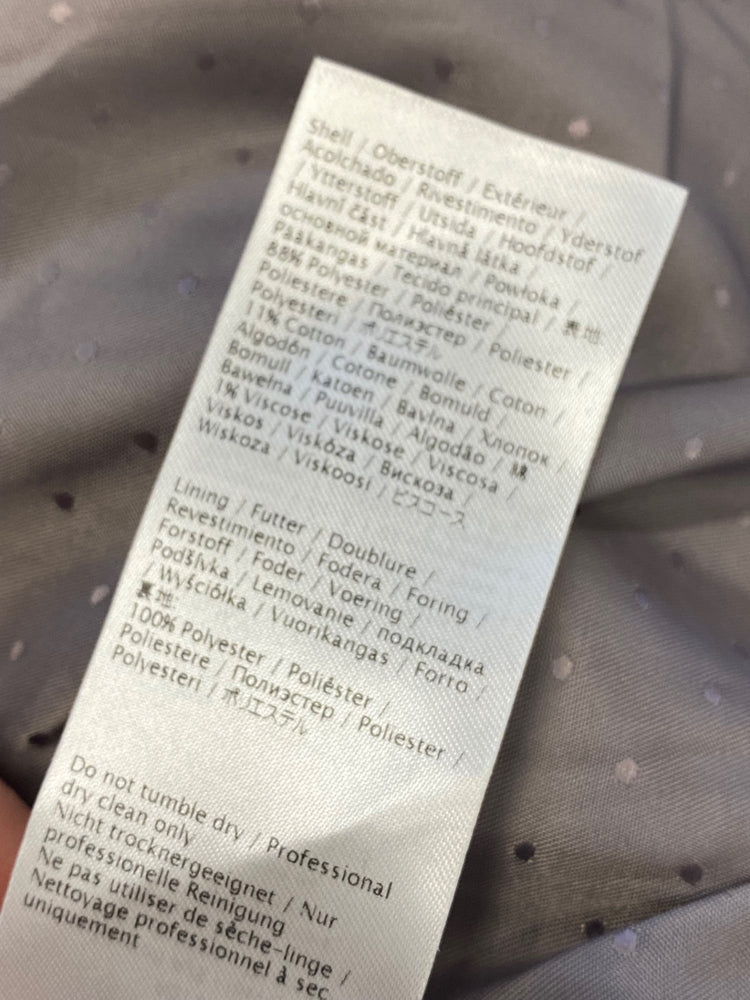 Shell / Oberstoff / Extérieur /
Acolchado / Rivestimento / Yderstof
/ Ytterstoff / Utsida / Hoofdstof /
Hlavní část / Hlavná látka /
основной материал / Powłoka /
Pääkangas / Tecido principal / 表地
88% Polyester / Poliéster /
Poliestere / Полиэстер / Poliester /
Polyesteri / ポリエステル
11% Cotton / Baumwolle / Coton /
Algodón / Cotone / Bomuld /
Bomull / Katoen / Bavlna / Хлопок /
Bawełna / Puuvilla / Algodão / 綿
1% Viscose / Viskose / Viscosa /
Viskos / Viskóza / Вискоза /
Wiskoza / Viskoosi / ビスコース
Lining / Futter / Doublure /
Revestimiento / Fodera / Foring /
Forstoff / Foder / Voering /
Podšívka / Lemovanie / подкладка
/ Wyściółka / Vuorikangas / Forro /
裏地
100% Polyester / Poliéster /
Poliestere / Полиэстер / Poliester /
Polyesteri / ポリエステル
Do not tumble dry / Professional
dry clean only
Nicht trocknergeeignet / Nur
professionelle Reinigung
Ne pas utiliser de sèche-linge /
Nettoyage professionnel à sec
uniquement